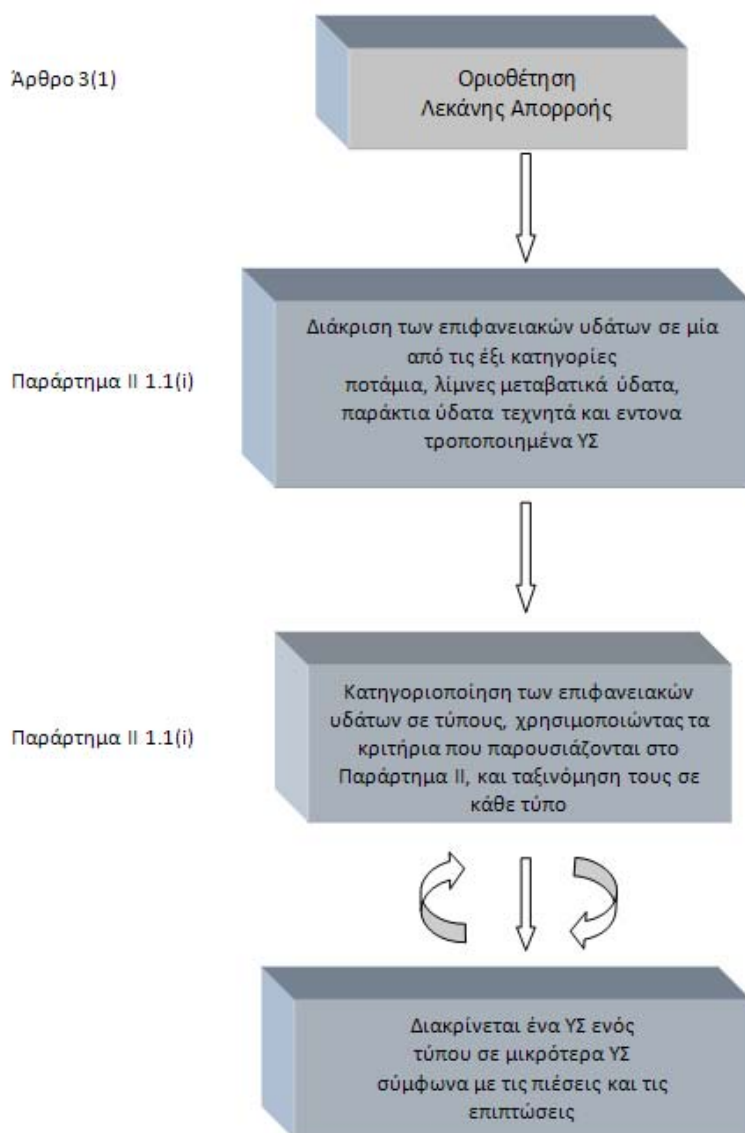 Άρθρο 3(1)
Οριοθέτηση
Λεκάνης Απορροής
Διάκριση των επιφανειακών υδάτων σε μία
από τις έξι κατηγορίες
ποτάμια, λίμνες μεταβατικά ύδατα,
παράκτια ύδατα τεχνητά και εντονα
τροποποιημένα ΥΣ
Παράρτημα ΙΙ 1.1(i)
Κατηγοριοποίηση των επιφανειακών
υδάτων σε τύπους, χρησιμοποιώντας τα
κριτήρια που παρουσιάζονται στο
Παράρτημα ΙΙ, και ταξινόμηση τους σε
κάθε τύπο
Παράρτημα ΙΙ 1.1(i)
Διακρίνεται ένα ΥΣ ενός
τύπου σε μικρότερα ΥΣ
σύμφωνα με τις πιέσεις και τις
επιπτώσεις